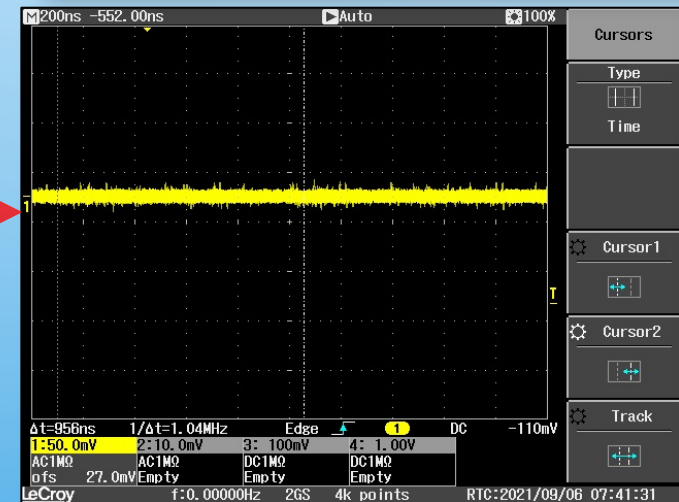 M 200ns -552.00ns Auto 100%
Cursors
Type
Time
1
Cursor1
T
Cursor2
Track
Δt=956ns 1/Δt=1.04MHz Edge 1 DC -110mV
1:50.0mV 2:10.0mV 3: 100mV 4: 1.00V
AC1MΩ AC1MΩ DC1MΩ DC1MΩ
ofs 27.0mV Empty Empty Empty
LeCroy f:0.00000Hz 2GS 4k points RTC:2021/09/06 07:41:31